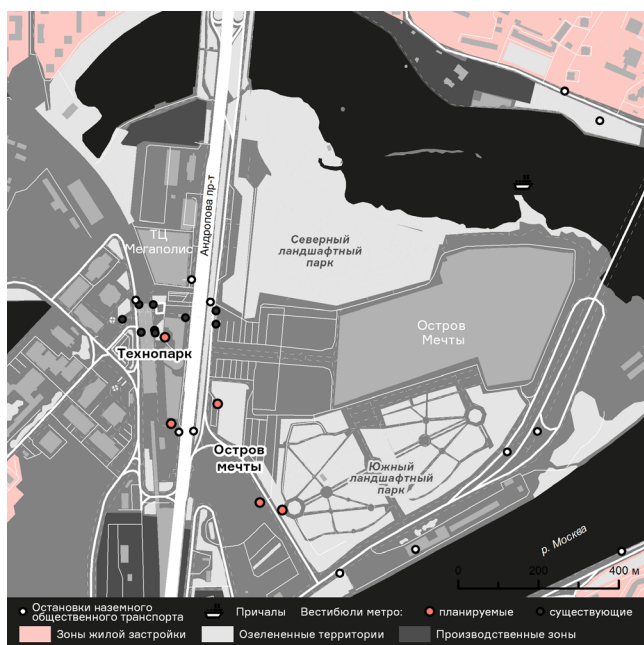 Андропова пр-т
ТЦ
Мегаполис
Северный
ландшафтный
парк
Остров
Мечты
Технопарк
Остров
мечты
Южный
ландшафтный
парк
р. Москва
0 200 400 м
Остановки наземного
общественного транспорта
Причалы
Вестибюли метро:
планируемые
существующие
Зоны жилой застройки
Озелененные территории
Производственные зоны